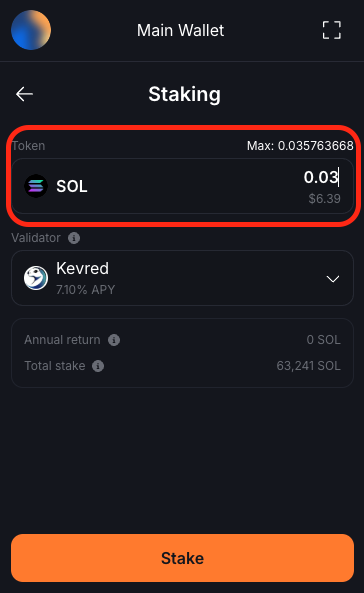 Main Wallet
Staking
Token Max: 0.035763668
SOL 0.03
$6.39
Validator
Kevred
7.10% APY
Annual return 0 SOL
Total stake 63,241 SOL
Stake